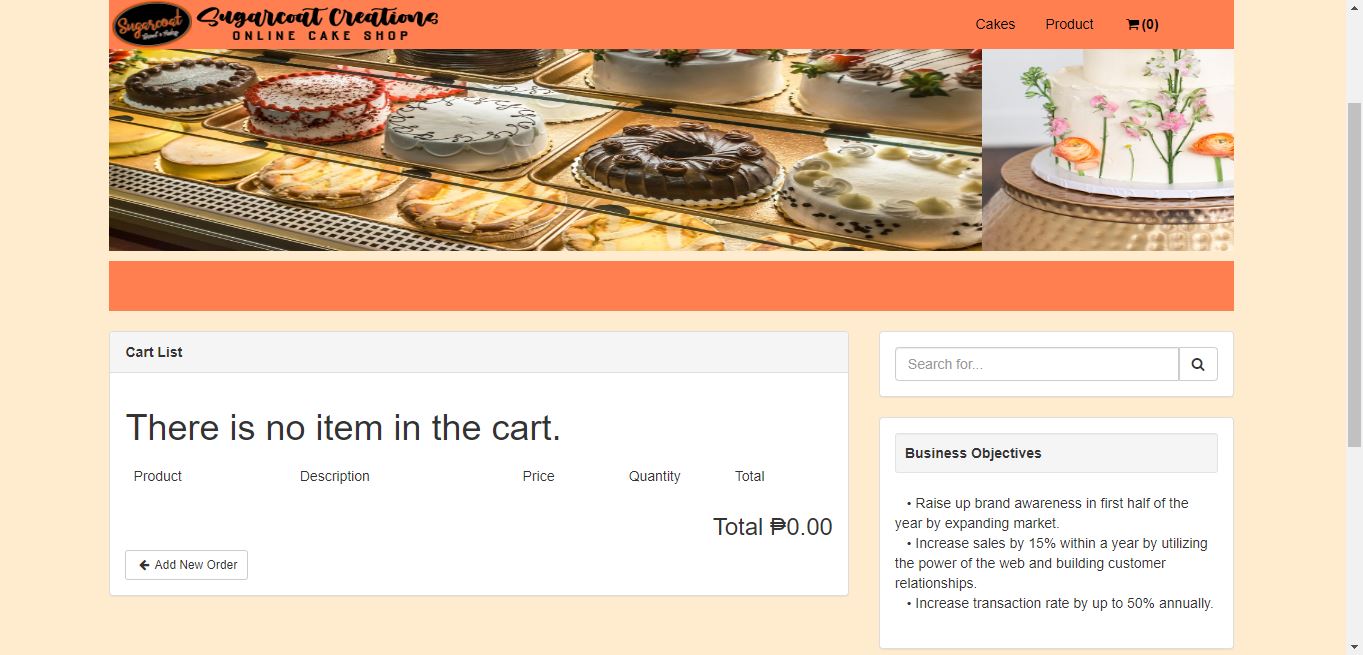 Sugarcoat
Sugarcoat Creations
ONLINE CAKE SHOP
Cakes Product (0)
Cart List
There is no item in the cart.
Product Description Price Quantity Total
Total ₱0.00
Add New Order
Search for...
Business Objectives
• Raise up brand awareness in first half of the
year by expanding market.
• Increase sales by 15% within a year by utilizing
the power of the web and building customer
relationships.
• Increase transaction rate by up to 50% annually.